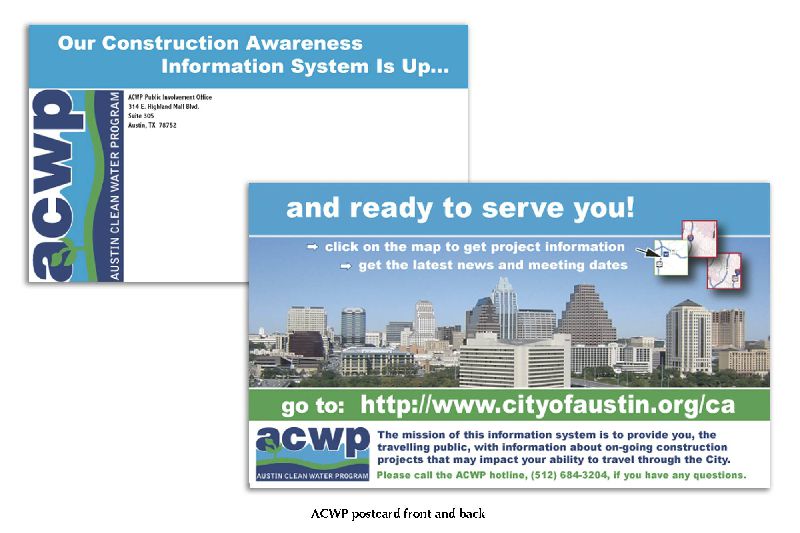 Our Construction Awareness
Information System Is Up...
acwp
AUSTIN CLEAN WATER PROGRAM
ACWP Public Involvement Office
314 E. Highland Mall Blvd.
Suite 305
Austin, TX 78752
and ready to serve you!
click on the map to get project information
get the latest news and meeting dates
go to: http://www.cityofaustin.org/ca
acwp
AUSTIN CLEAN WATER PROGRAM
The mission of this information system is to provide you, the
travelling public, with information about on-going construction
projects that may impact your ability to travel through the City.
Please call the ACWP hotline, (512) 684-3204, if you have any questions.
ACWP postcard front and back